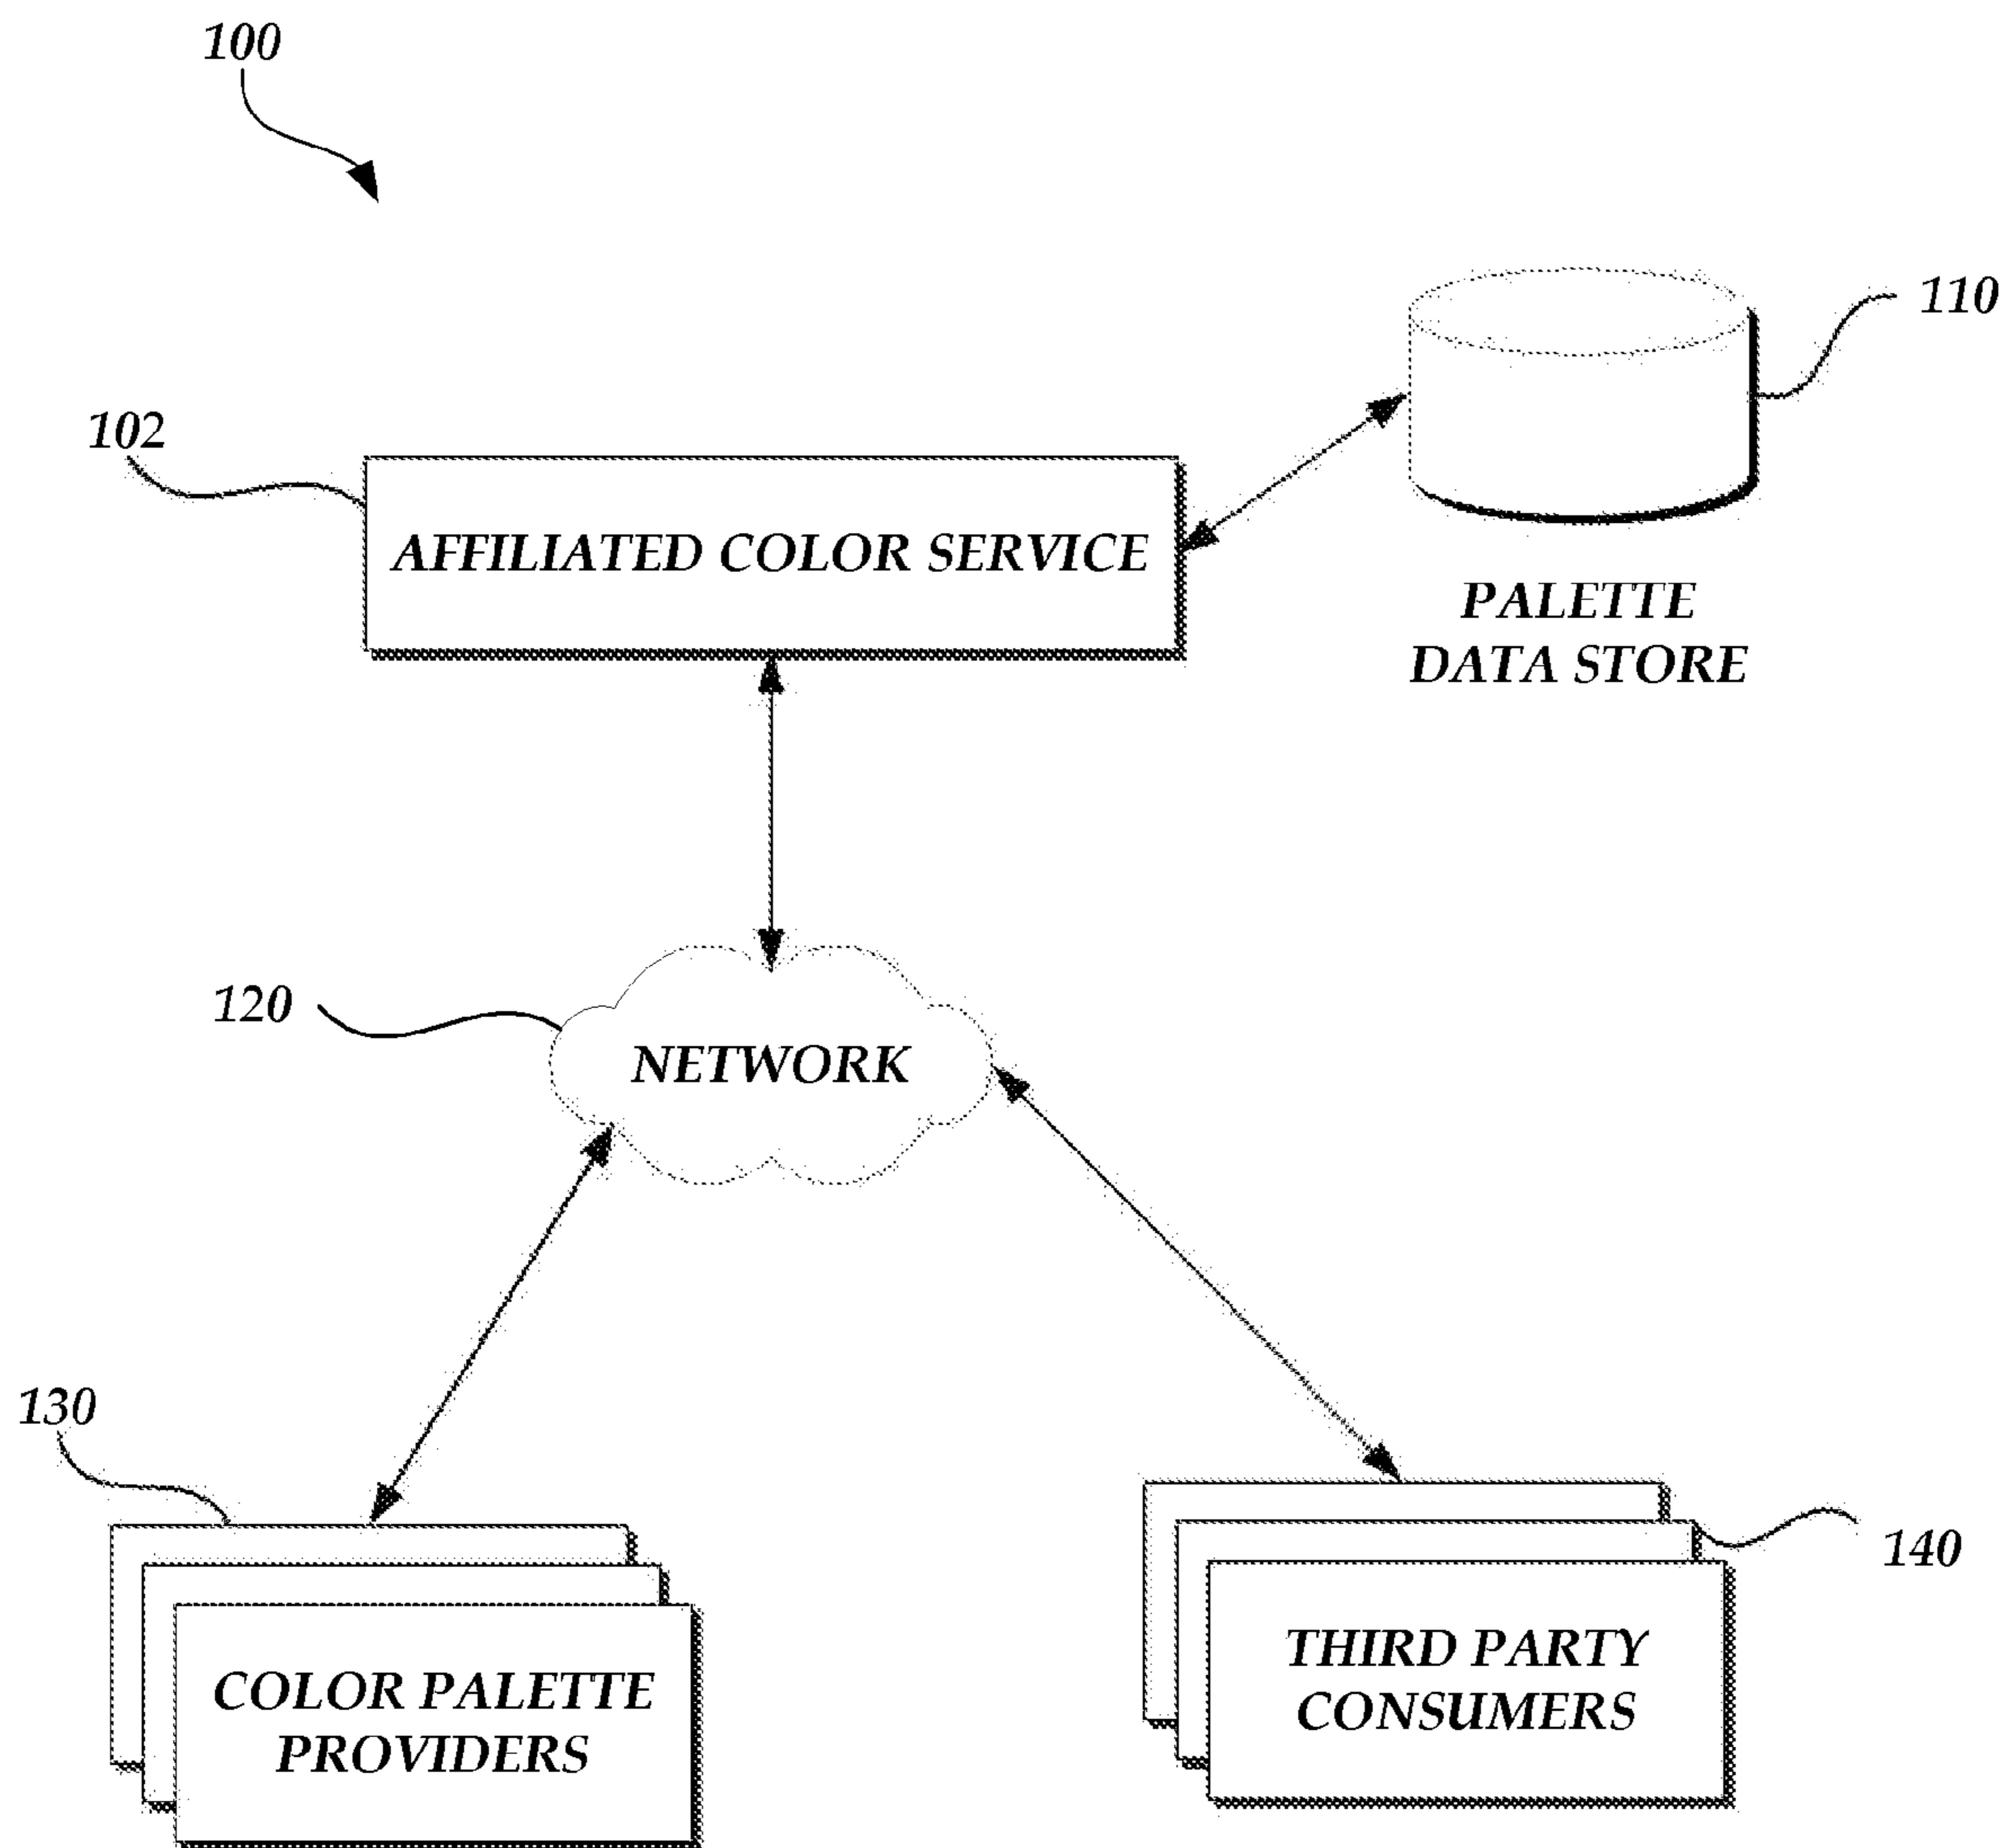 100
110
102
AFFILIATED COLOR SERVICE
PALETTE
DATA STORE
120
NETWORK
130
140
COLOR PALETTE
PROVIDERS
THIRD PARTY
CONSUMERS